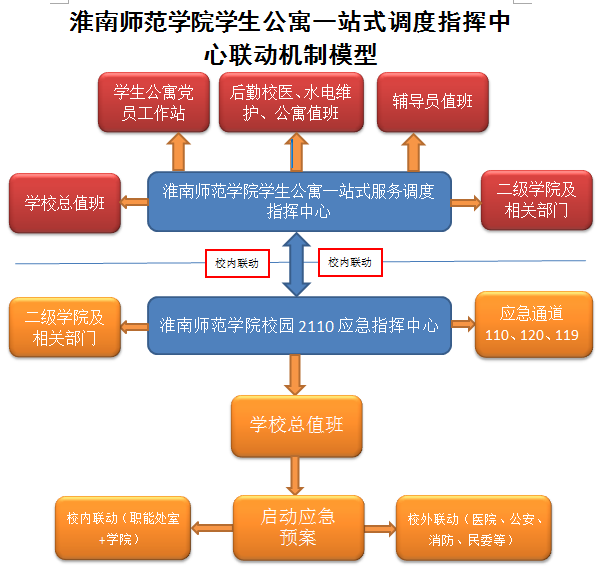 淮南师范学院学生公寓一站式调度指挥中
心联动机制模型
学生公寓党
员工作站
后勤校医、水电维
护、公寓值班
辅导员值班
学校总值班
淮南师范学院学生公寓一站式服务调度
指挥中心
二级学院及
相关部门
校内联动
校内联动
二级学院及
相关部门
淮南师范学院校园 2110 应急指挥中心
应急通道
110、120、119
学校总值班
校内联动（职能处室
+学院）
启动应急
预案
校外联动（医院、公安、
消防、民委等）